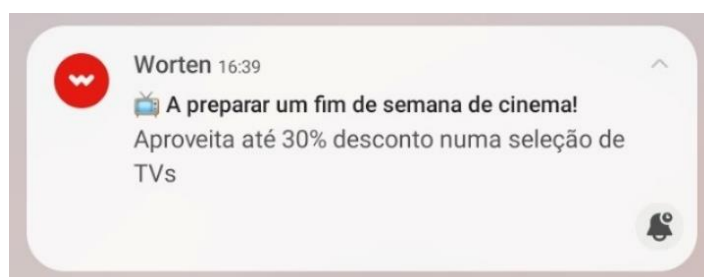 Worten 16:39
📺 A preparar um fim de semana de cinema!
Aproveita até 30% desconto numa seleção de
TVs